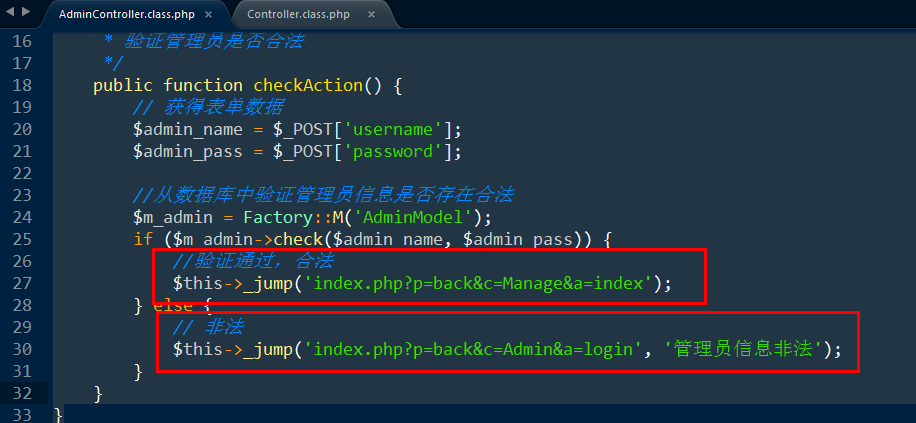 AdminController.class.php × Controller.class.php ×
16 * 验证管理员是否合法
17 */
18 public function checkAction() {
19 // 获得表单数据
20 $admin_name = $_POST['username'];
21 $admin_pass = $_POST['password'];
22
23 //从数据库中验证管理员信息是否存在合法
24 $m_admin = Factory::M('AdminModel');
25 if ($m_admin->check($admin_name, $admin_pass)) {
26 //验证通过，合法
27 $this->_jump('index.php?p=back&c=Manage&a=index');
28 } else {
29 // 非法
30 $this->_jump('index.php?p=back&c=Admin&a=login', '管理员信息非法');
31 }
32 }
33 }